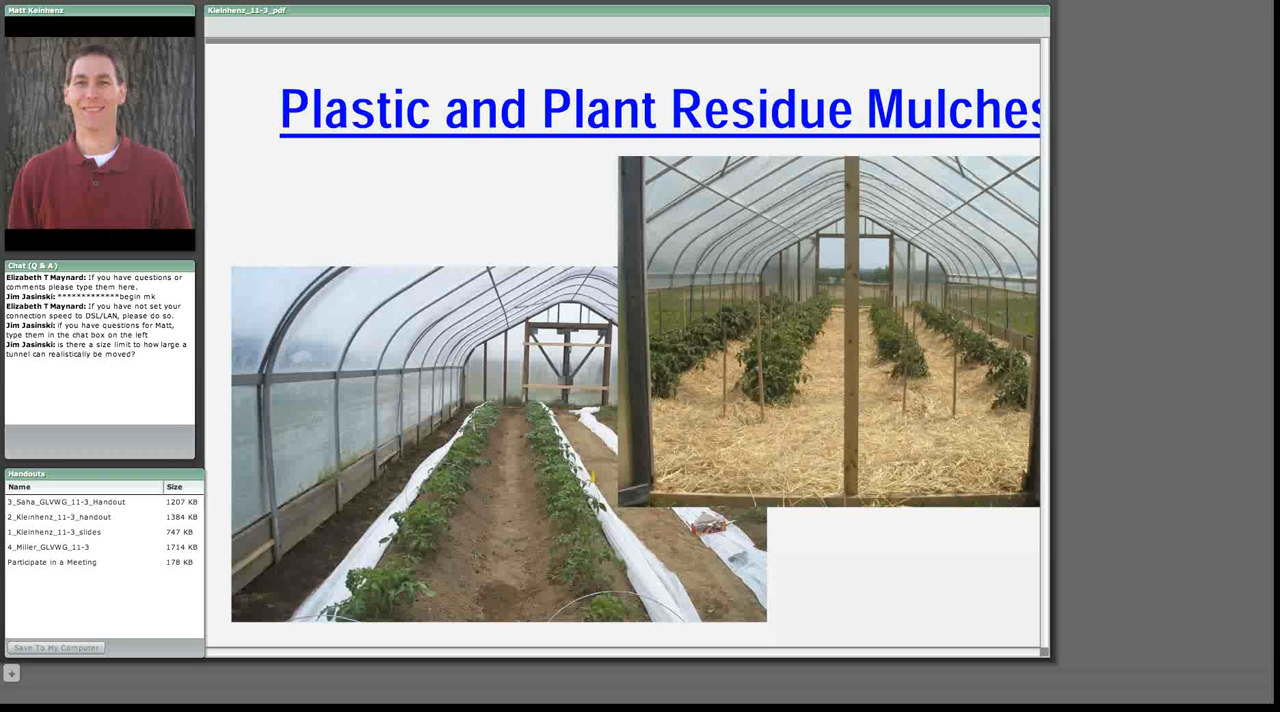 Matt Keinhenz
Kleinhenz_11-3_pdf
Plastic and Plant Residue Mulches
Chat (Q & A)
Elizabeth T Maynard: If you have questions or
comments please type them here.
Jim Jasinski: *************begin mk
Elizabeth T Maynard: If you have not set your
connection speed to DSL/LAN, please do so.
Jim Jasinski: if you have questions for Matt,
type them in the chat box on the left
Jim Jasinski: is there a size limit to how large a
tunnel can realistically be moved?
Handouts
Name Size
3_Saha_GLVWG_11-3_Handout 1207 KB
2_Kleinhenz_11-3_handout 1384 KB
1_Kleinhenz_11-3_slides 747 KB
4_Miller_GLVWG_11-3 1714 KB
Participate in a Meeting 178 KB
Save To My Computer